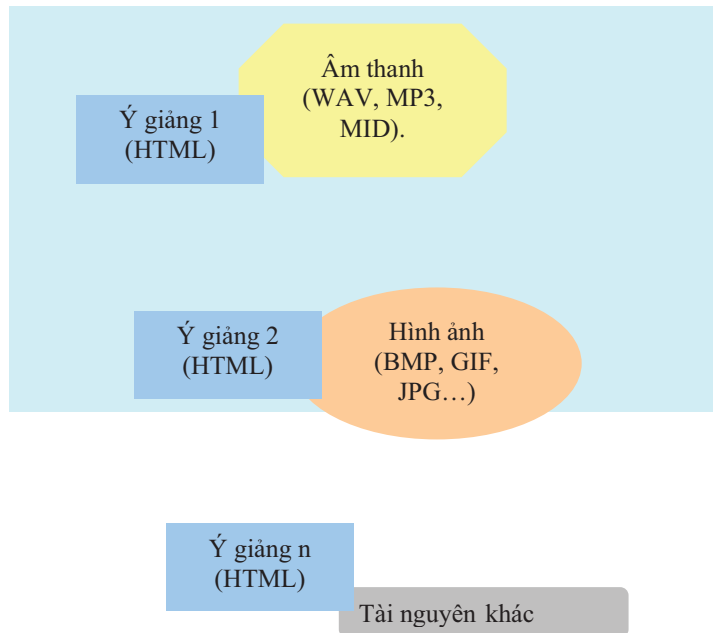 Âm thanh
(WAV, MP3,
MID).
Ý giảng 1
(HTML)
Ý giảng 2
(HTML)
Hình ảnh
(BMP, GIF,
JPG…)
Ý giảng n
(HTML)
Tài nguyên khác